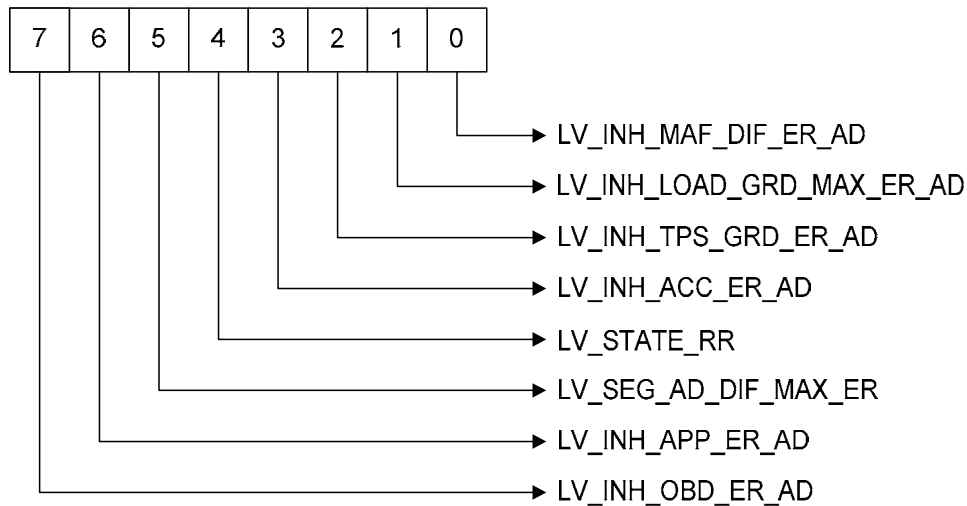 7 6 5 4 3 2 1 0
LV_INH_MAF_DIF_ER_AD
LV_INH_LOAD_GRD_MAX_ER_AD
LV_INH_TPS_GRD_ER_AD
LV_INH_ACC_ER_AD
LV_STATE_RR
LV_SEG_AD_DIF_MAX_ER
LV_INH_APP_ER_AD
LV_INH_OBD_ER_AD